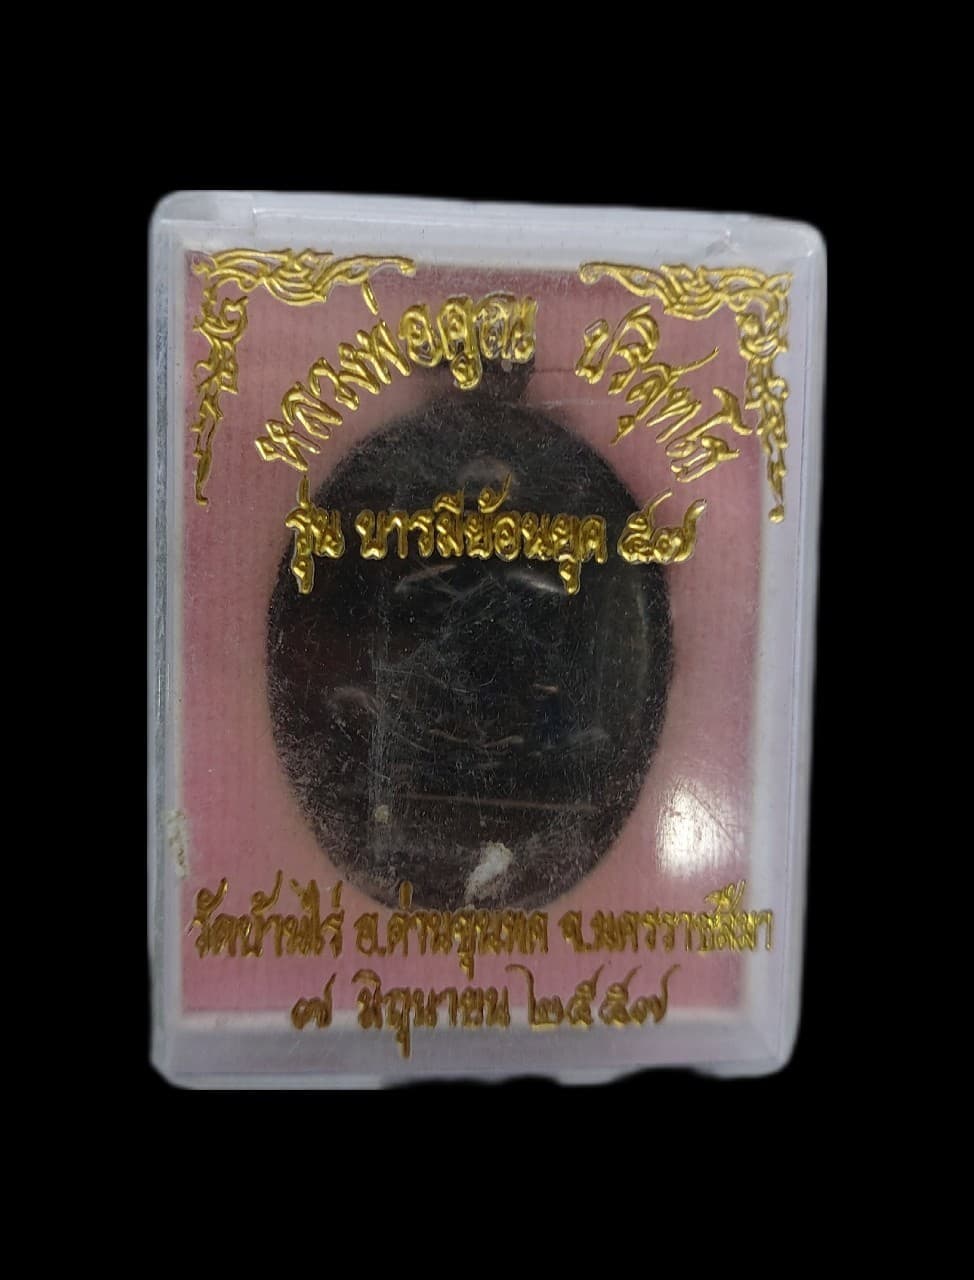 หลวงพ่อคูณ ปริสุทโธ
รุ่น บารมีย้อนยุค ๕๗
วัดบ้านไร่ อ.ด่านขุนทด จ.นครราชสีมา
๗ มิถุนายน ๒๕๕๗